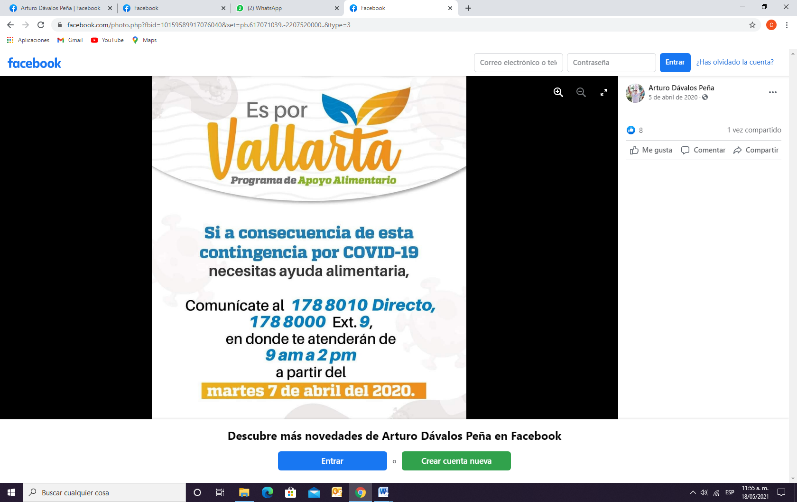 Arturo Dávalos Peña | Facebook
Facebook
(2) WhatsApp
Facebook
facebook.com/photo.php?fbid=10159589917076040&set=pb.617071039.-2207520000..&type=3
Aplicaciones Gmail YouTube Maps
facebook
Correo electrónico o telé
Contraseña
Entrar
¿Has olvidado la cuenta?
Es por
Vallarta
Programa de Apoyo Alimentario
Si a consecuencia de esta
contingencia por COVID-19
necesitas ayuda alimentaria,
Comunícate al 178 8010 Directo,
178 8000 Ext. 9,
en donde te atenderán de
9 am a 2 pm
a partir del
martes 7 de abril del 2020.
Arturo Dávalos Peña
5 de abril de 2020
8
1 vez compartido
Me gusta Comentar Compartir
Descubre más novedades de Arturo Dávalos Peña en Facebook
Entrar o Crear cuenta nueva
Buscar cualquier cosa
ESP
11:55 a. m.
18/05/2021